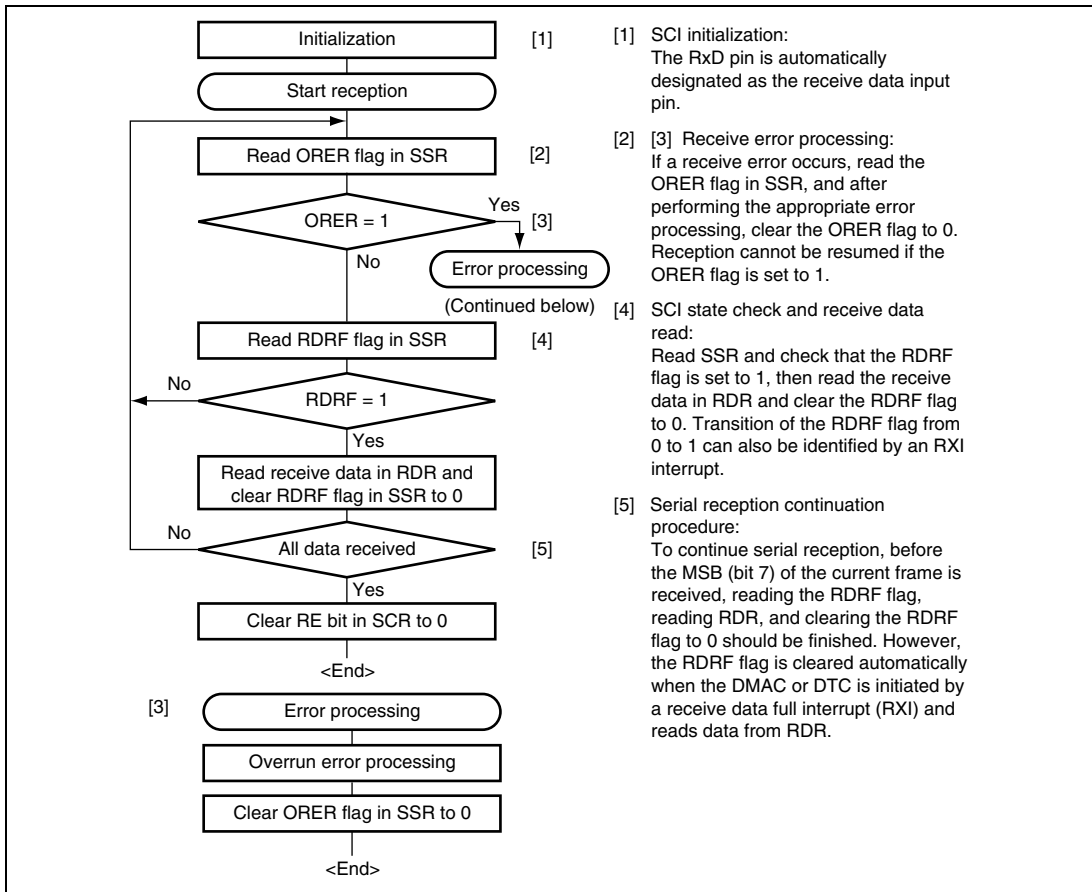 Initialization
[1]
Start reception
Read ORER flag in SSR
[2]
ORER = 1
Yes
[3]
No
Error processing
(Continued below)
Read RDRF flag in SSR
[4]
No
RDRF = 1
Yes
Read receive data in RDR and
clear RDRF flag in SSR to 0
No
All data received
[5]
Yes
Clear RE bit in SCR to 0
<End>
[3]
Error processing
Overrun error processing
Clear ORER flag in SSR to 0
<End>
[1] SCI initialization:
The RxD pin is automatically
designated as the receive data input
pin.
[2] [3] Receive error processing:
If a receive error occurs, read the
ORER flag in SSR, and after
performing the appropriate error
processing, clear the ORER flag to 0.
Reception cannot be resumed if the
ORER flag is set to 1.
[4] SCI state check and receive data
read:
Read SSR and check that the RDRF
flag is set to 1, then read the receive
data in RDR and clear the RDRF flag
to 0. Transition of the RDRF flag from
0 to 1 can also be identified by an RXI
interrupt.
[5] Serial reception continuation
procedure:
To continue serial reception, before
the MSB (bit 7) of the current frame is
received, reading the RDRF flag,
reading RDR, and clearing the RDRF
flag to 0 should be finished. However,
the RDRF flag is cleared automatically
when the DMAC or DTC is initiated by
a receive data full interrupt (RXI) and
reads data from RDR.